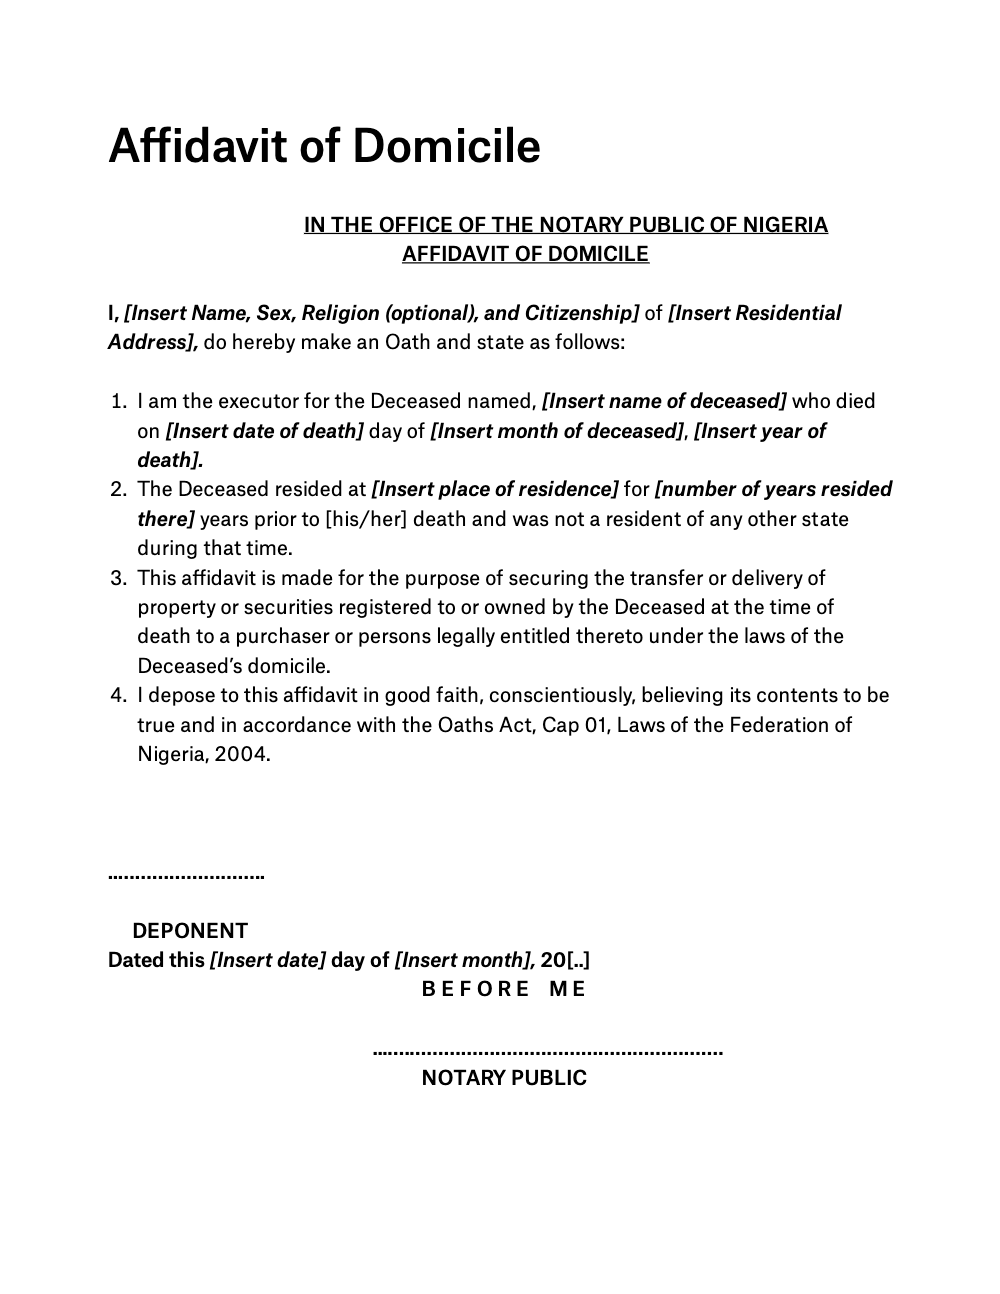 Affidavit of Domicile
IN THE OFFICE OF THE NOTARY PUBLIC OF NIGERIA
AFFIDAVIT OF DOMICILE
I, [Insert Name, Sex, Religion (optional), and Citizenship] of [Insert Residential
Address], do hereby make an Oath and state as follows:
1. I am the executor for the Deceased named, [Insert name of deceased] who died
on [Insert date of death] day of [Insert month of deceased], [Insert year of
death].
2. The Deceased resided at [Insert place of residence] for [number of years resided
there] years prior to [his/her] death and was not a resident of any other state
during that time.
3. This affidavit is made for the purpose of securing the transfer or delivery of
property or securities registered to or owned by the Deceased at the time of
death to a purchaser or persons legally entitled thereto under the laws of the
Deceased’s domicile.
4. I depose to this affidavit in good faith, conscientiously, believing its contents to be
true and in accordance with the Oaths Act, Cap 01, Laws of the Federation of
Nigeria, 2004.
………………………..
DEPONENT
Dated this [Insert date] day of [Insert month], 20[..]
B E F O R E   M E
…………………………………………………….
NOTARY PUBLIC